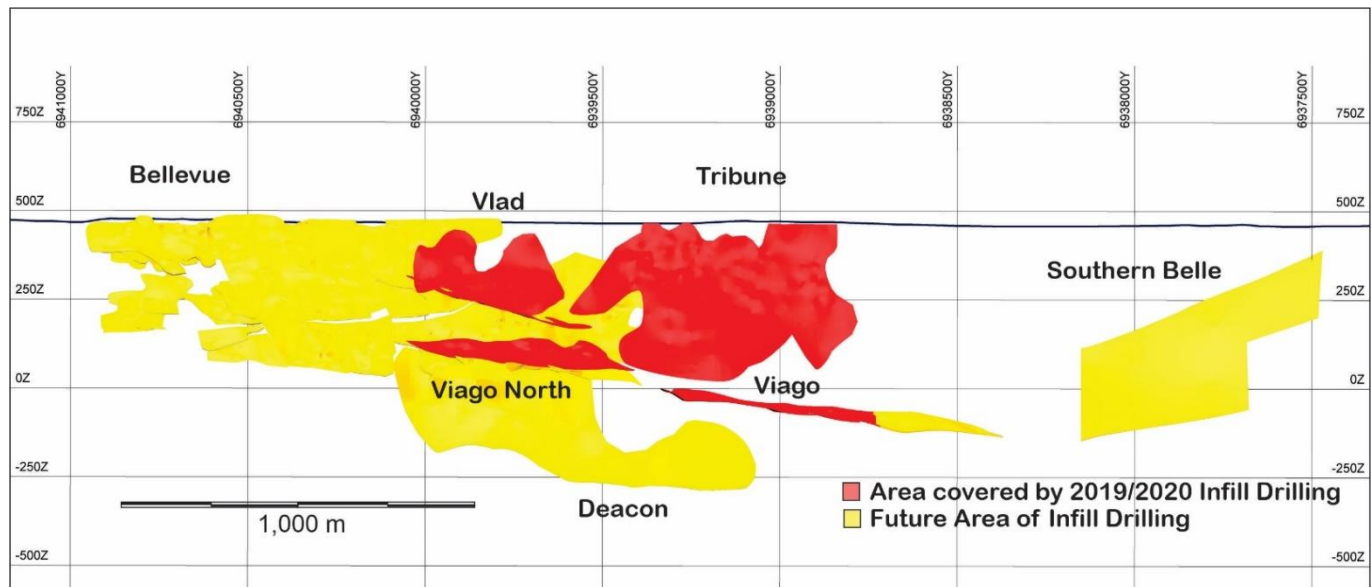 6941000Y
6940500Y
6940000Y
6939500Y
6939000Y
6938500Y
6938000Y
6937500Y
750Z
750Z
Bellevue
Tribune
Vlad
500Z
500Z
Southern Belle
250Z
250Z
0Z
Viago North
Viago
0Z
-250Z
-250Z
Area covered by 2019/2020 Infill Drilling
Deacon
Future Area of Infill Drilling
1,000 m
-500Z
-500Z